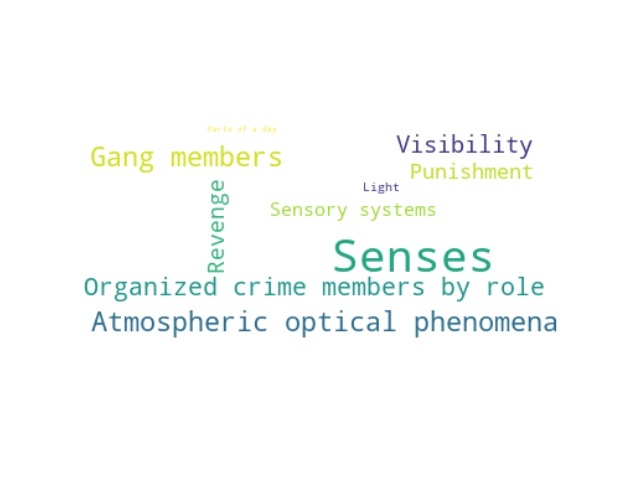 Parts of a day
Gang members
Visibility
Punishment
Light
Revenge
Sensory systems
Senses
Organized crime members by role
Atmospheric optical phenomena